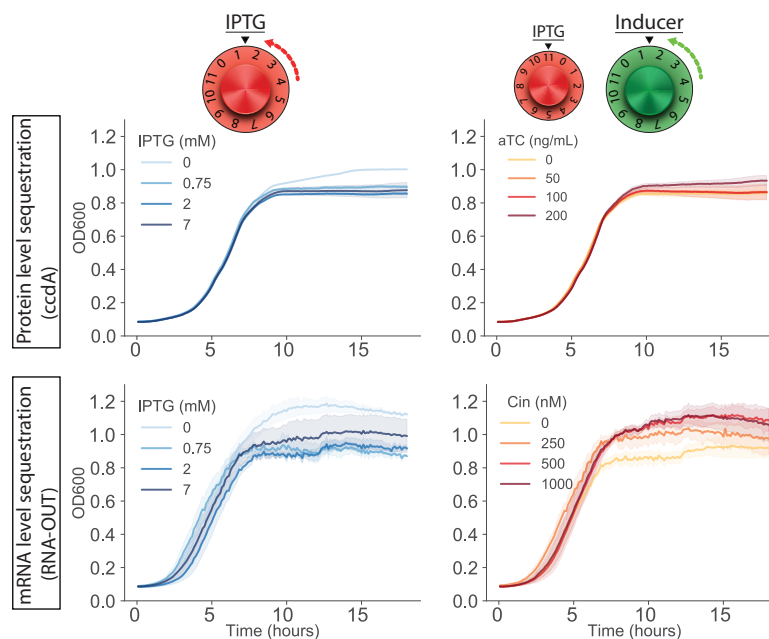 IPTG
0 1 2 3 4 5 6 7 8 9 10 11
IPTG
0 1 2 3 4 5 6 7 8 9 10 11
Inducer
0 1 2 3 4 5 6 7 8 9 10 11
Protein level sequestration
(ccdA)
OD600
1.2
1.0
0.8
0.6
0.4
0.2
0.0
IPTG (mM)
0
0.75
2
7
0 5 10 15
1.2
1.0
0.8
0.6
0.4
0.2
0.0
aTC (ng/mL)
0
50
100
200
0 5 10 15
mRNA level sequestration
(RNA-OUT)
OD600
1.2
1.0
0.8
0.6
0.4
0.2
0.0
IPTG (mM)
0
0.75
2
7
0 5 10 15
Time (hours)
OD600
1.2
1.0
0.8
0.6
0.4
0.2
0.0
Cin (nM)
0
250
500
1000
0 5 10 15
Time (hours)